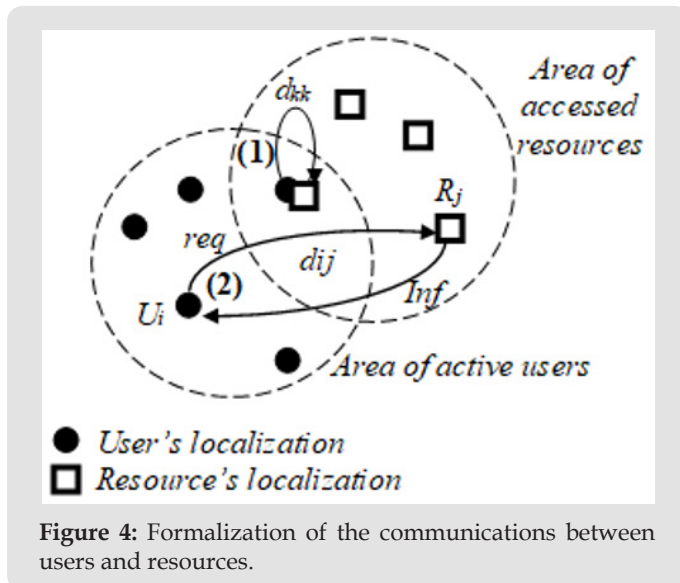 Area of
accessed
resources
dkk
(1)
Rj
req
dij
(2)
Inf
Ui
Area of active users
User's localization
Resource's localization
Figure 4: Formalization of the communications between
users and resources.